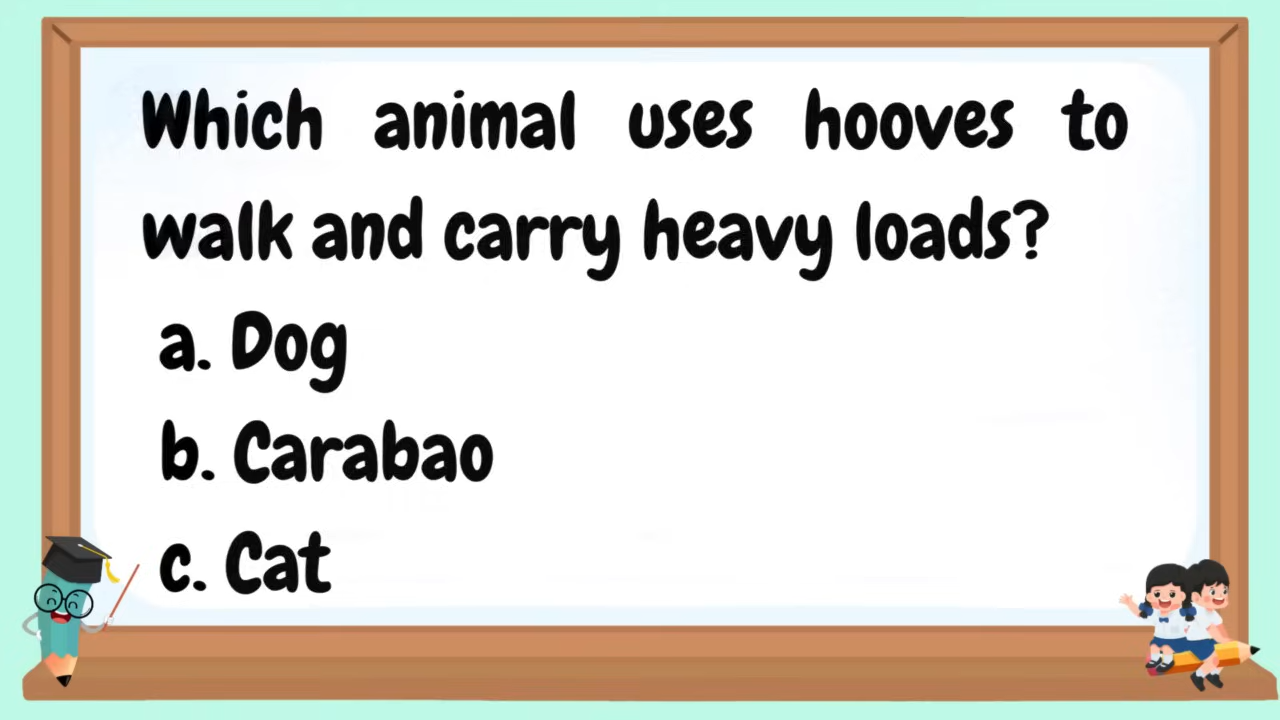 Which animal uses hooves to
walk and carry heavy loads?
a. Dog
b. Carabao
c. Cat